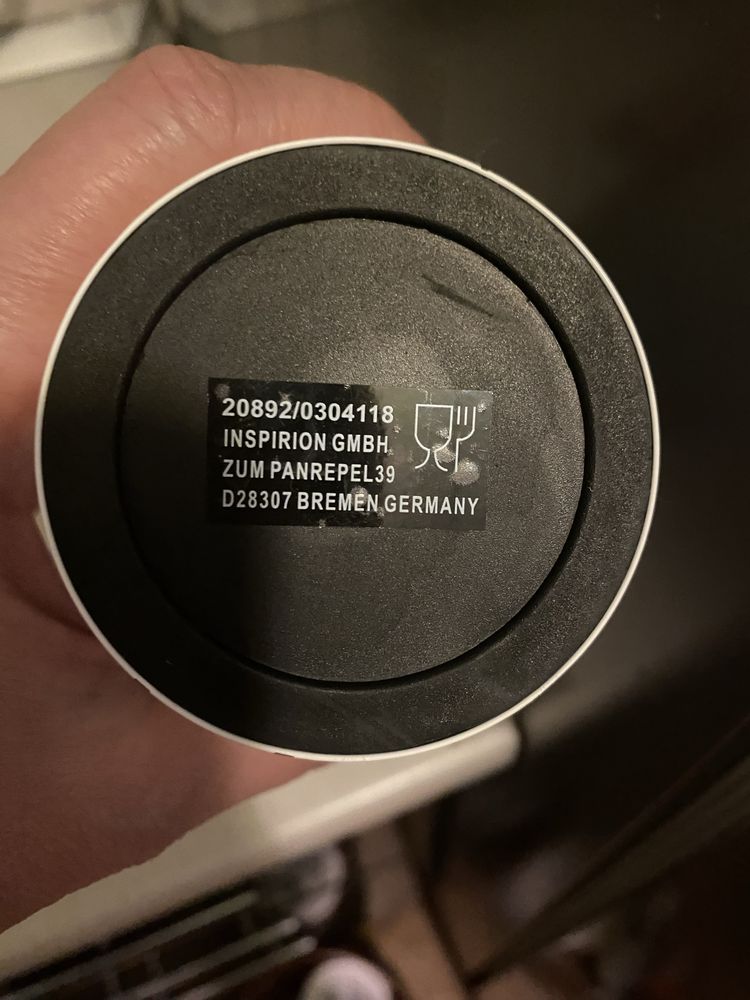 20892/0304118
INSPIRION GMBH
ZUM PANREPEL39
D28307 BREMEN GERMANY